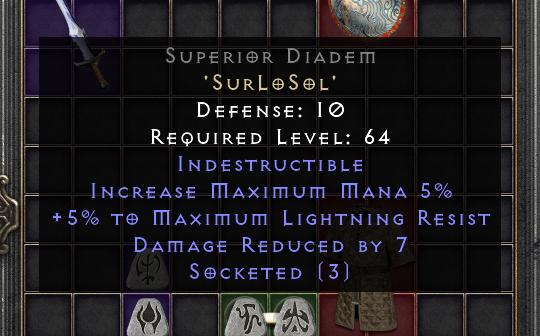 Superior Diadem
'SurLoSol'
Defense: 10
Required Level: 64
Indestructible
Increase Maximum Mana 5%
+5% to Maximum Lightning Resist
Damage Reduced by 7
Socketed (3)